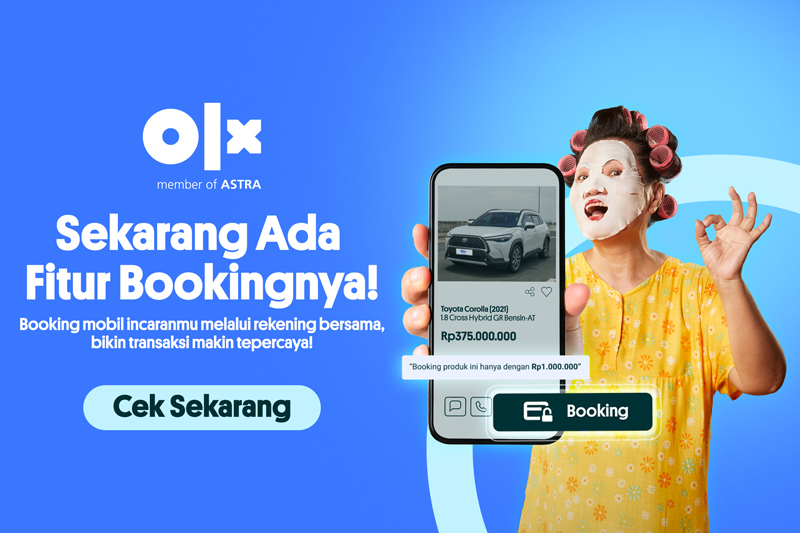 olx
member of ASTRA
Sekarang Ada
Fitur Bookingnya!
Booking mobil incaranmu melalui rekening bersama,
bikin transaksi makin tepercaya!
Cek Sekarang
Toyota Corolla (2021)
1.8 Cross Hybrid GR Bensin-AT
Rp375.000.000
"Booking produk ini hanya dengan Rp1.000.000"
Booking